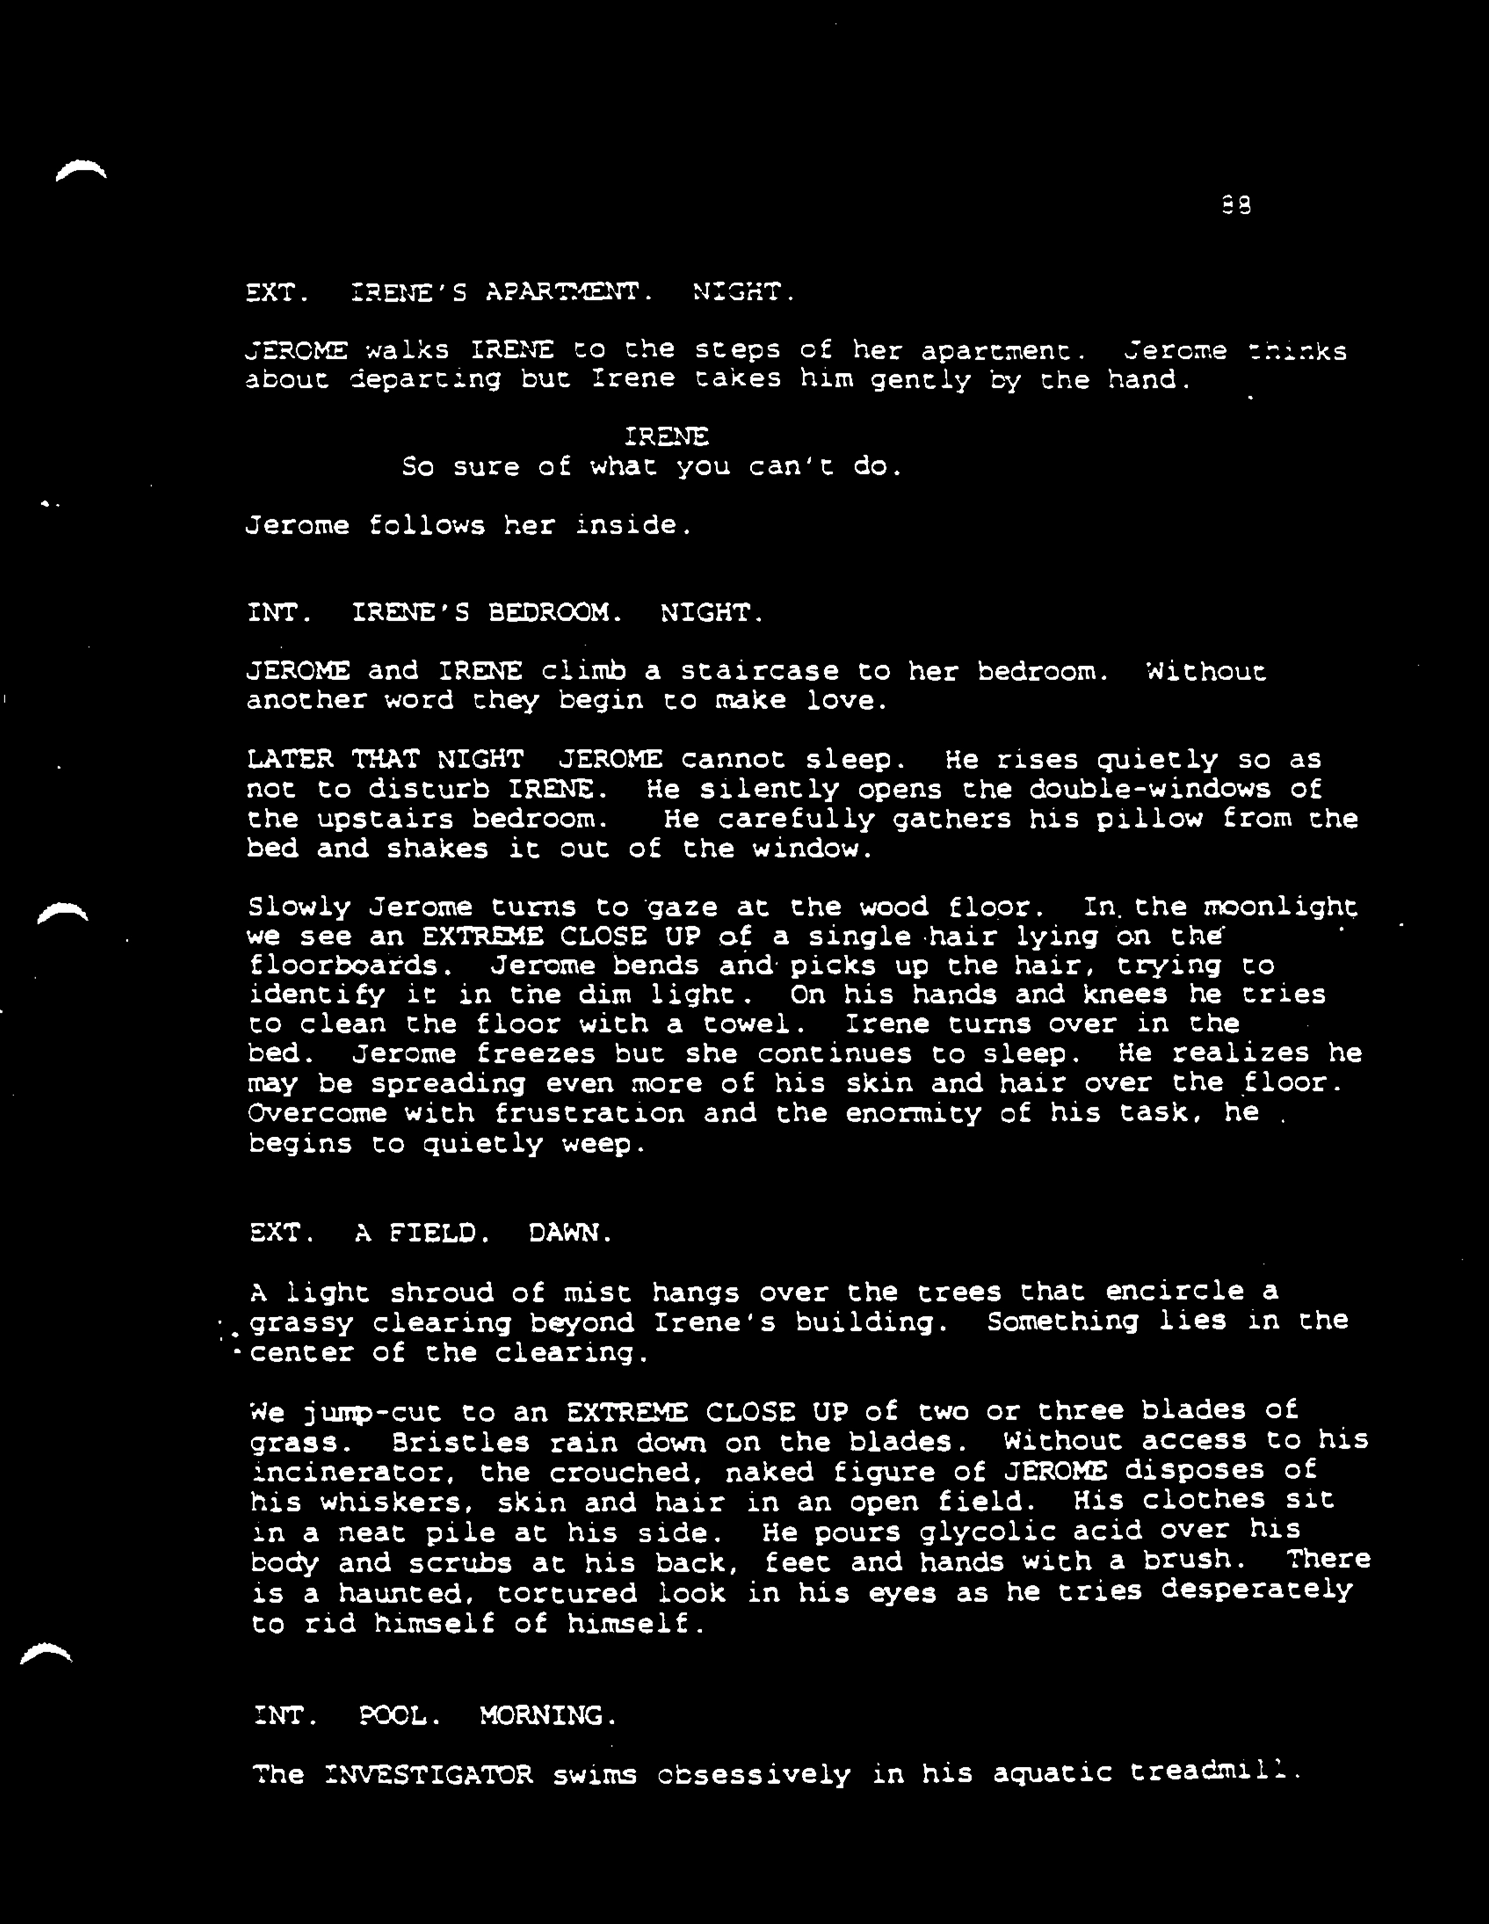 88
EXT.  IRENE'S APARTMENT.  NIGHT.
JEROME walks IRENE to the steps of her apartment.  Jerome thinks
about departing but Irene takes him gently by the hand.
IRENE
So sure of what you can't do.
Jerome follows her inside.
INT.  IRENE'S BEDROOM.  NIGHT.
JEROME and IRENE climb a staircase to her bedroom.  Without
another word they begin to make love.
LATER THAT NIGHT  JEROME cannot sleep.  He rises quietly so as
not to disturb IRENE.  He silently opens the double-windows of
the upstairs bedroom.   He carefully gathers his pillow from the
bed and shakes it out of the window.
Slowly Jerome turns to gaze at the wood floor.  In the moonlight
we see an EXTREME CLOSE UP of a single hair lying on the
floorboards.  Jerome bends and picks up the hair, trying to
identify it in the dim light.  On his hands and knees he tries
to clean the floor with a towel.  Irene turns over in the
bed.  Jerome freezes but she continues to sleep.  He realizes he
may be spreading even more of his skin and hair over the floor.
Overcome with frustration and the enormity of his task, he
begins to quietly weep.
EXT.  A FIELD.  DAWN.
A light shroud of mist hangs over the trees that encircle a
grassy clearing beyond Irene's building.  Something lies in the
center of the clearing.
We jump-cut to an EXTREME CLOSE UP of two or three blades of
grass.  Bristles rain down on the blades.  Without access to his
incinerator, the crouched, naked figure of JEROME disposes of
his whiskers, skin and hair in an open field.  His clothes sit
in a neat pile at his side.  He pours glycolic acid over his
body and scrubs at his back, feet and hands with a brush.  There
is a haunted, tortured look in his eyes as he tries desperately
to rid himself of himself.
INT.  POOL.  MORNING.
The INVESTIGATOR swims obsessively in his aquatic treadmill.